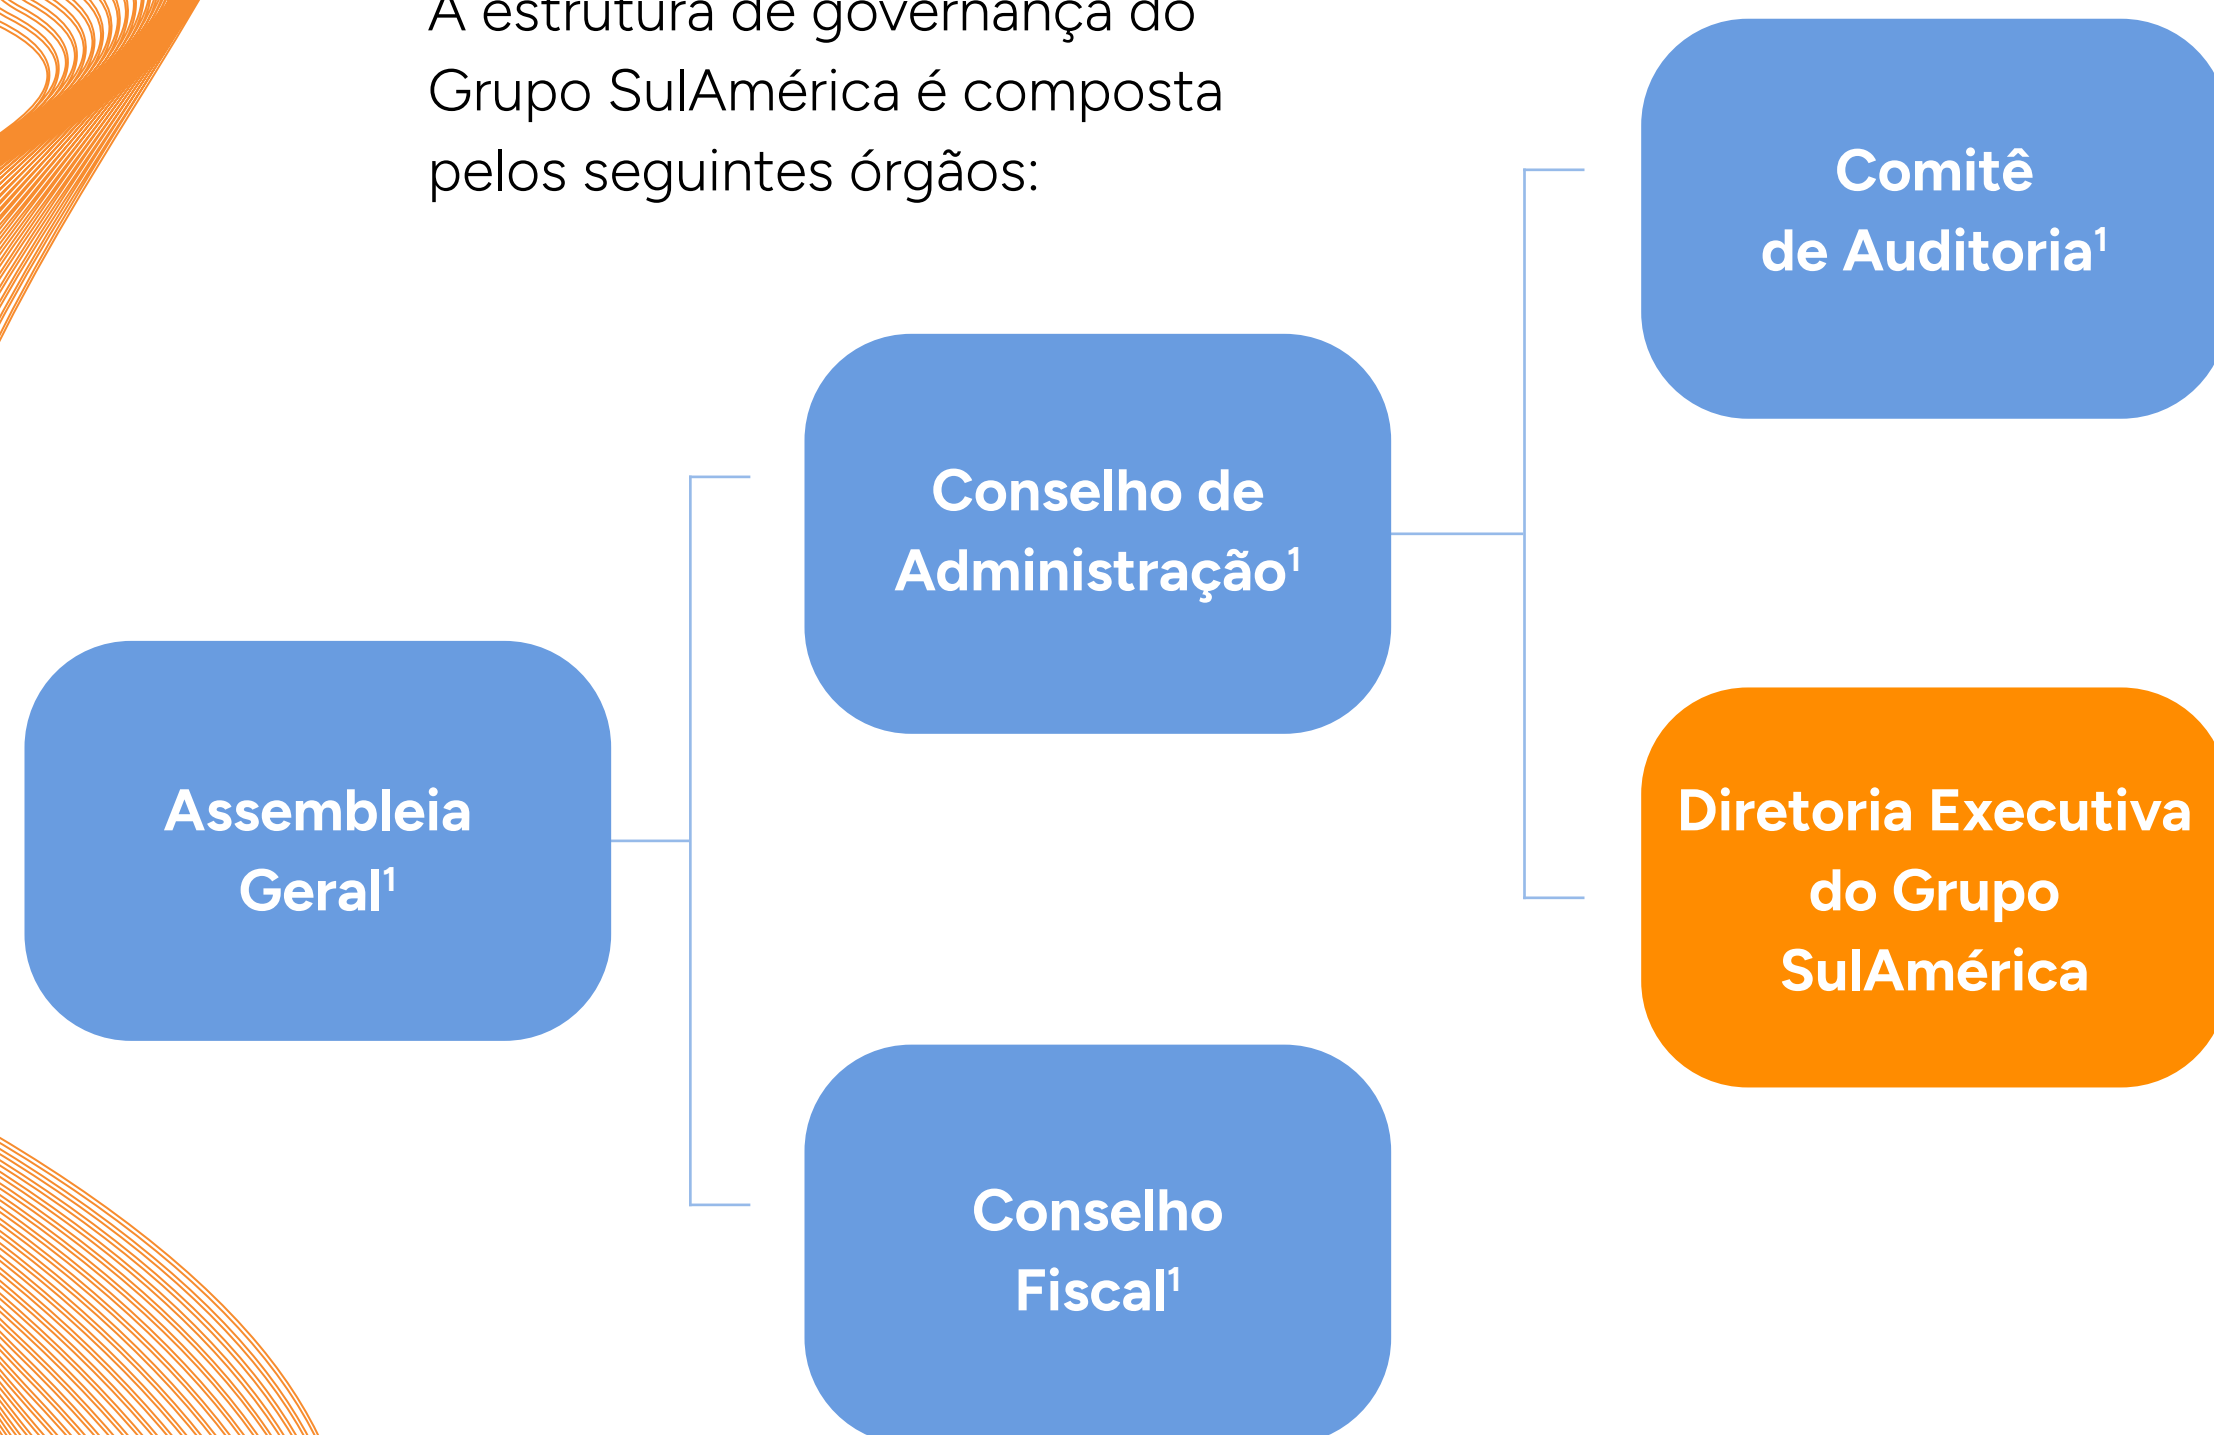 A estrutura de governança do
Grupo SulAmérica é composta
pelos seguintes órgãos:
Comitê
de Auditoria¹
Conselho de
Administração¹
Assembleia
Geral¹
Diretoria Executiva
do Grupo
SulAmérica
Conselho
Fiscal¹